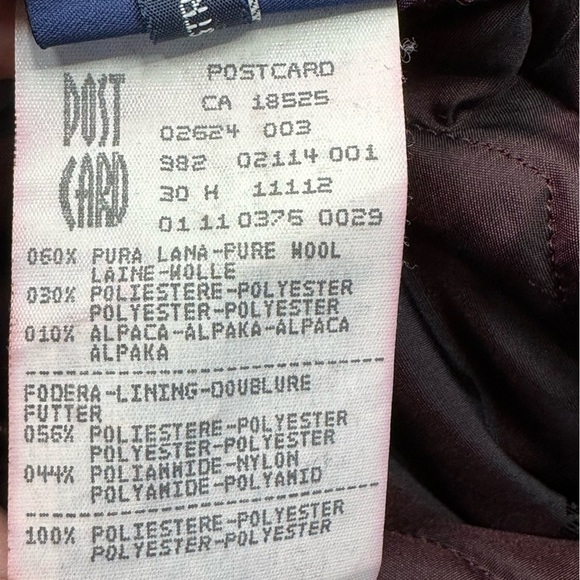 POST
CARD
POSTCARD
CA 18525
02624 003
982 02114 001
30 H 11112
01 11 0376 0029
060% PURA LANA-PURE WOOL
LAINE-WOLLE
030% POLIESTERE-POLYESTER
POLYESTER-POLYESTER
010% ALPACA-ALPAKA-ALPACA
ALPAKA
FODERA-LINING-DOUBLURE
FUTTER
056% POLIESTERE-POLYESTER
POLYESTER-POLYESTER
044% POLIAMMIDE-NYLON
POLYAMIDE-POLYAMID
100% POLIESTERE-POLYESTER
POLYESTER-POLYESTER